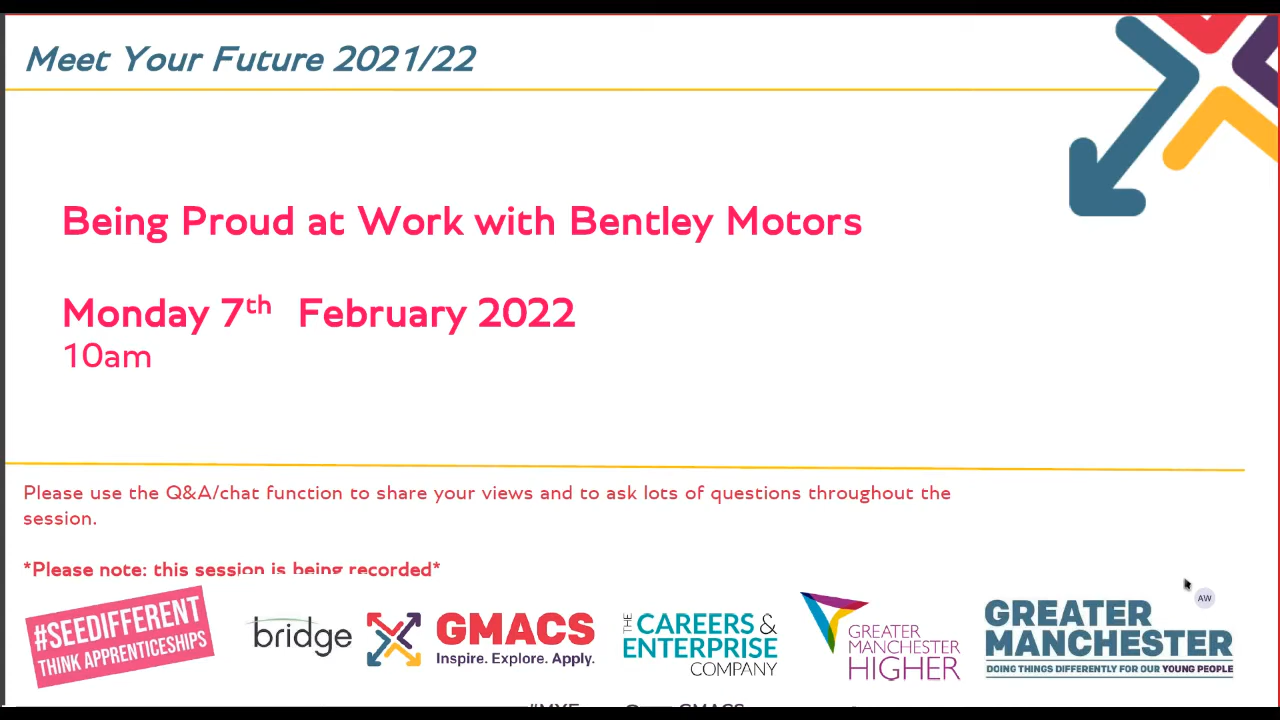 Meet Your Future 2021/22
Being Proud at Work with Bentley Motors
Monday 7th February 2022
10am
Please use the Q&A/chat function to share your views and to ask lots of questions throughout the
session.
*Please note: this session is being recorded*
#SEEDIFFERENT
THINK APPRENTICESHIPS
bridge
GMACS
Inspire. Explore. Apply.
THE CAREERS &
ENTERPRISE
COMPANY
GREATER
MANCHESTER
HIGHER
GREATER
MANCHESTER
DOING THINGS DIFFERENTLY FOR OUR YOUNG PEOPLE
AW